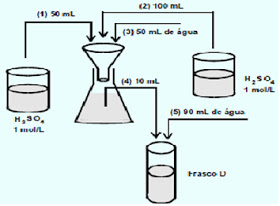 (1) 50 mL
(2) 100 mL
(3) 50 mL de água
(4) 10 mL
H₂SO₄
1 mol/L
H₂SO₄
1 mol/L
(5) 90 mL de água
Frasco D